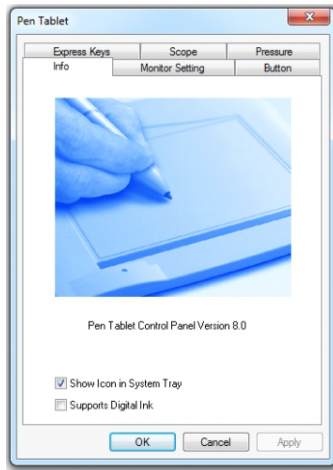 Pen Tablet
Express Keys Scope Pressure
Info Monitor Setting Button
Pen Tablet Control Panel Version 8.0
Show Icon in System Tray
Supports Digital Ink
OK Cancel Apply